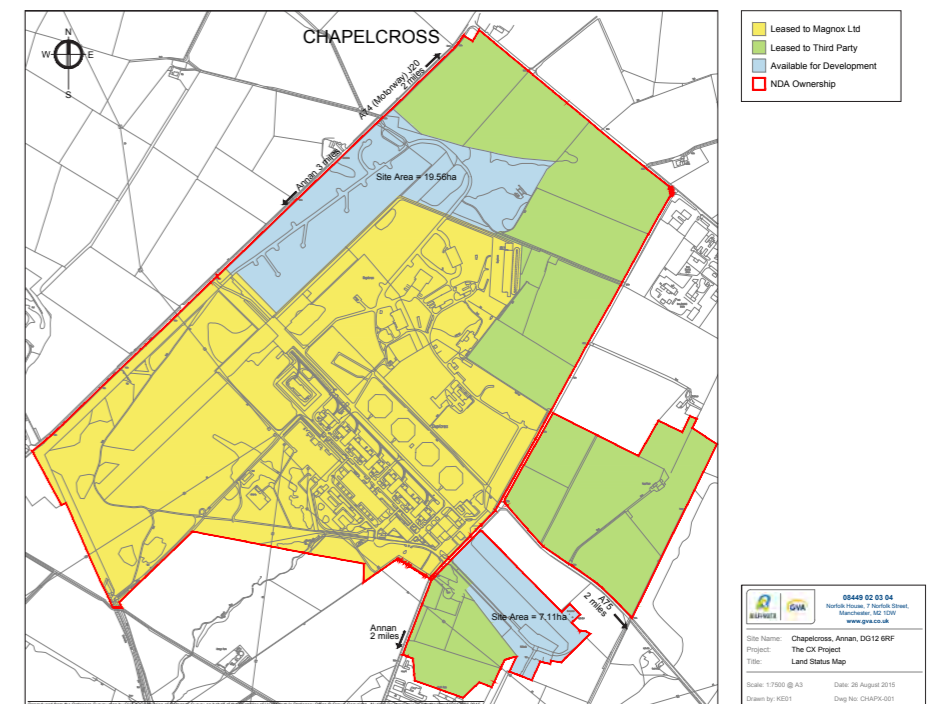 CHAPELCROSS
N
W
E
S
A74 (Motorway) J20
2 miles
Annan 3 miles
Site Area = 19.56ha
Site Area = 7.11ha
A75
2 miles
Annan
2 miles
Leased to Magnox Ltd
Leased to Third Party
Available for Development
NDA Ownership
GVA
08449 02 03 04
Norfolk House, 7 Norfolk Street,
Manchester, M2 1DW
www.gva.co.uk
Site Name: Chapelcross, Annan, DG12 6RF
Project: The CX Project
Title: Land Status Map
Scale: 1:7500 @ A3 Date: 26 August 2015
Drawn by: KE01 Dwg No: CHAPX-001